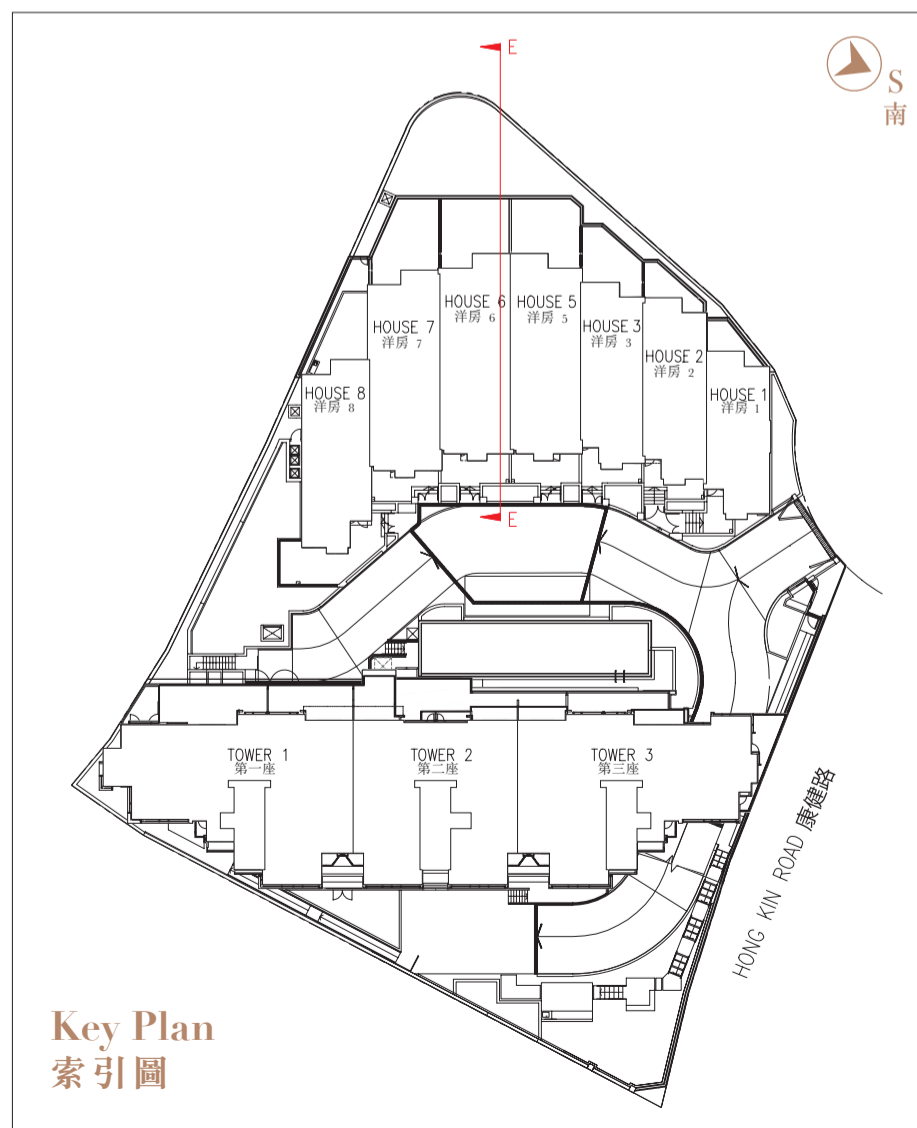 E
S
南
HOUSE 6
洋房 6
HOUSE 5
洋房 5
HOUSE 7
洋房 7
HOUSE 3
洋房 3
HOUSE 2
洋房 2
HOUSE 8
洋房 8
HOUSE 1
洋房 1
E
TOWER 1
第一座
TOWER 2
第二座
TOWER 3
第三座
HONG KIN ROAD 康健路
Key Plan
索引圖